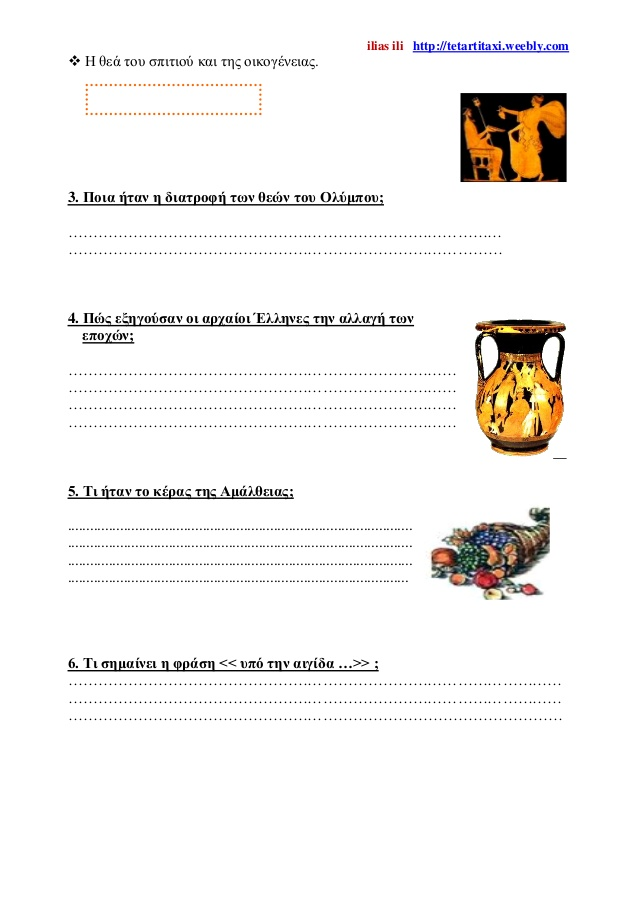 ilias ili http://tetartitaxi.weebly.com
❖ Η θεά του σπιτιού και της οικογένειας.
3. Ποια ήταν η διατροφή των θεών του Ολύμπου;
……………………………………………………………………………
……………………………………………………………………………
4. Πώς εξηγούσαν οι αρχαίοι Έλληνες την αλλαγή των
εποχών;
……………………………………………………………………
……………………………………………………………………
……………………………………………………………………
……………………………………………………………………
5. Τι ήταν το κέρας της Αμάλθειας;
.............................................................................................
.............................................................................................
.............................................................................................
............................................................................................
6. Τι σημαίνει η φράση << υπό την αιγίδα …>> ;
………………………………………………………………………………………
………………………………………………………………………………………
………………………………………………………………………………………